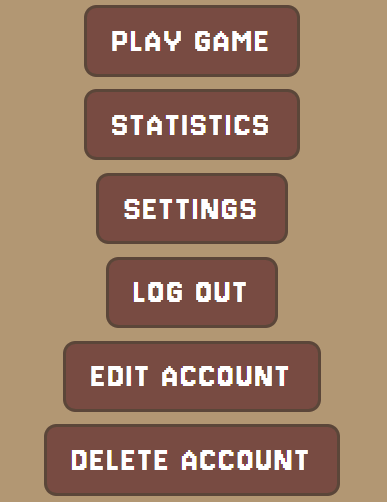 PLAY GAME
STATISTICS
SETTINGS
LOG OUT
EDIT ACCOUNT
DELETE ACCOUNT